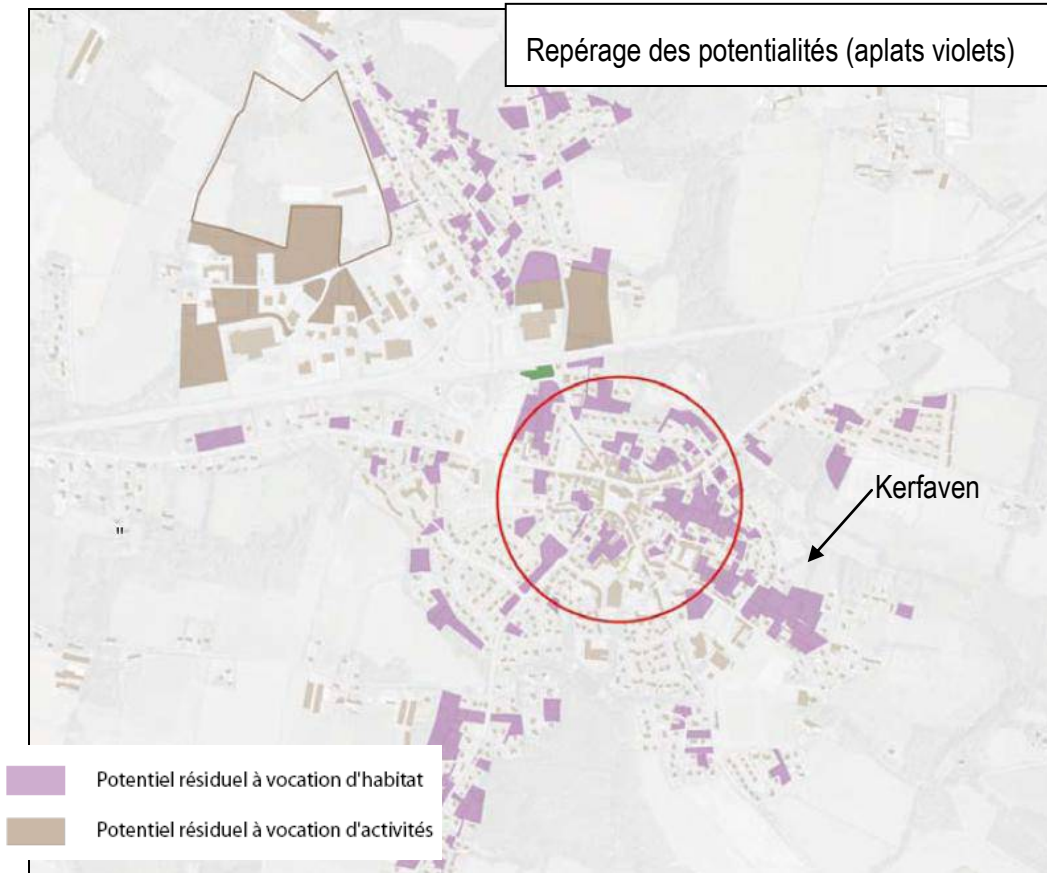 Repérage des potentialités (aplats violets)
Kerfaven
Potentiel résiduel à vocation d'habitat
Potentiel résiduel à vocation d'activités